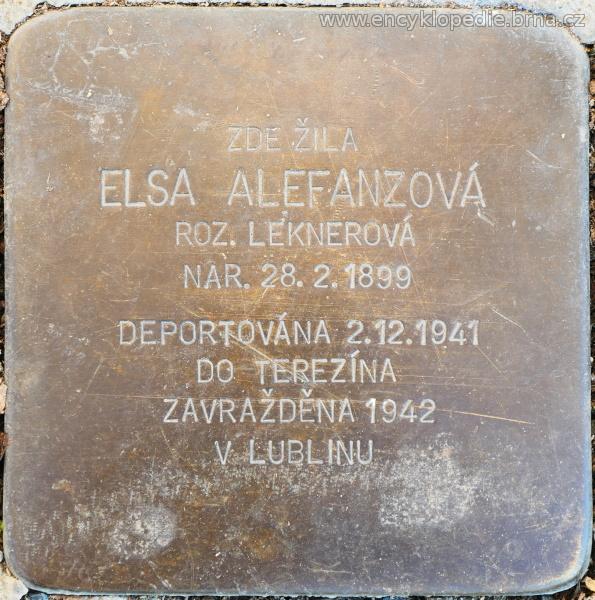 www.encyklopedie.brna.cz
ZDE ŽILA
ELSA ALEFANZOVÁ
ROZ. LEKNEROVÁ
NAR. 28. 2. 1899
DEPORTOVÁNA 2.12.1941
DO TEREZÍNA
ZAVRAŽDĚNA 1942
V LUBLINU